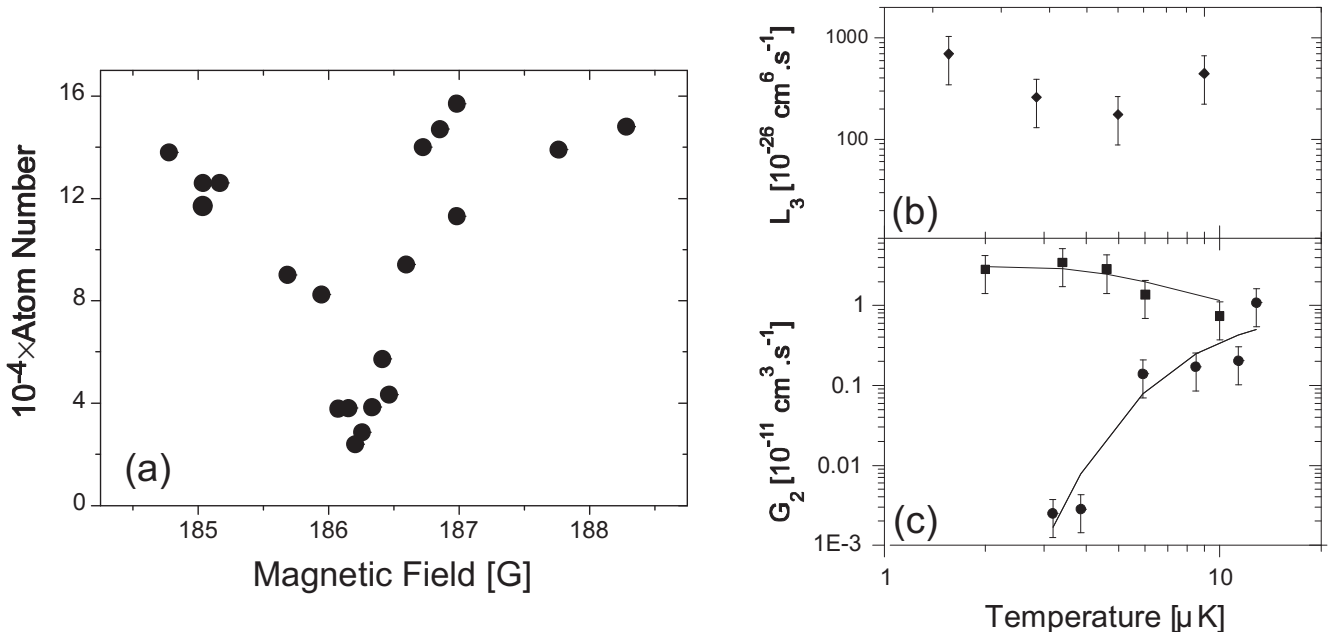 16
12
8
4
0
10⁻⁴×Atom Number
(a)
185
186
187
188
Magnetic Field [G]
1000
100
L₃ [10⁻²⁶ cm⁶.s⁻¹]
(b)
1
0.1
0.01
1E-3
G₂ [10⁻¹¹ cm³.s⁻¹]
(c)
1
10
Temperature [µK]